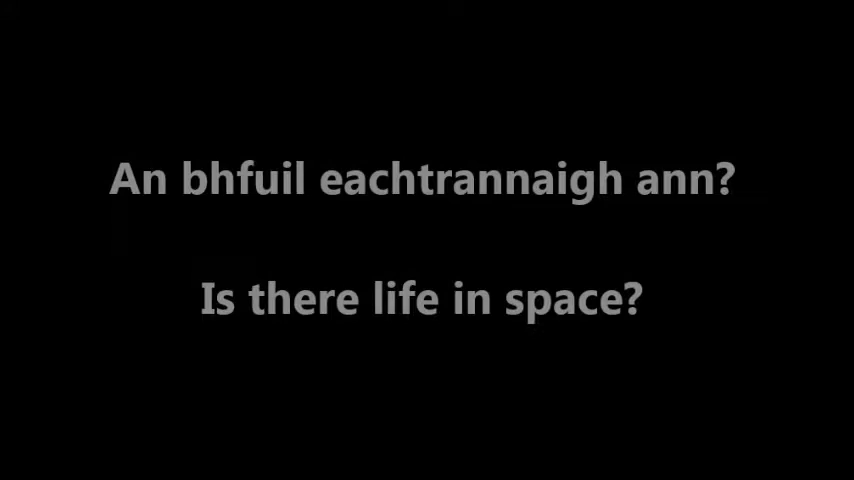 An bhfuil eachtrannaigh ann?
Is there life in space?